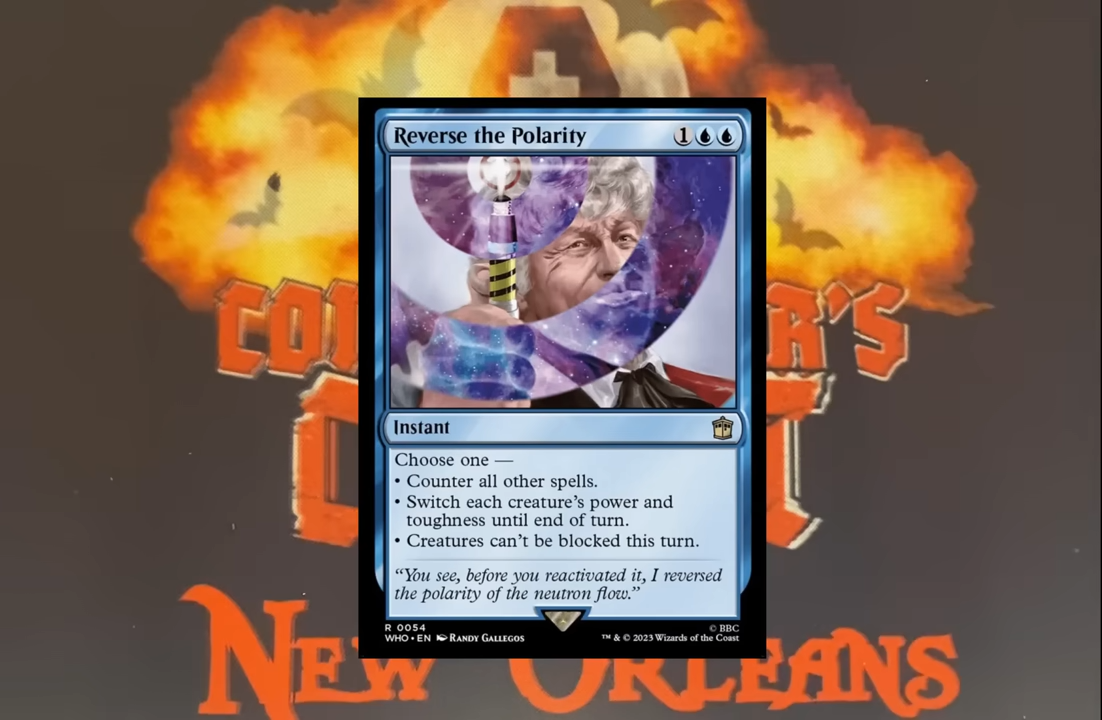 Reverse the Polarity 1
Instant
Choose one —
• Counter all other spells.
• Switch each creature's power and
toughness until end of turn.
• Creatures can't be blocked this turn.
“You see, before you reactivated it, I reversed
the polarity of the neutron flow.”
R 0054 © BBC
WHO • EN RANDY GALLEGOS ™ & © 2023 Wizards of the Coast
NEW ORLEANS